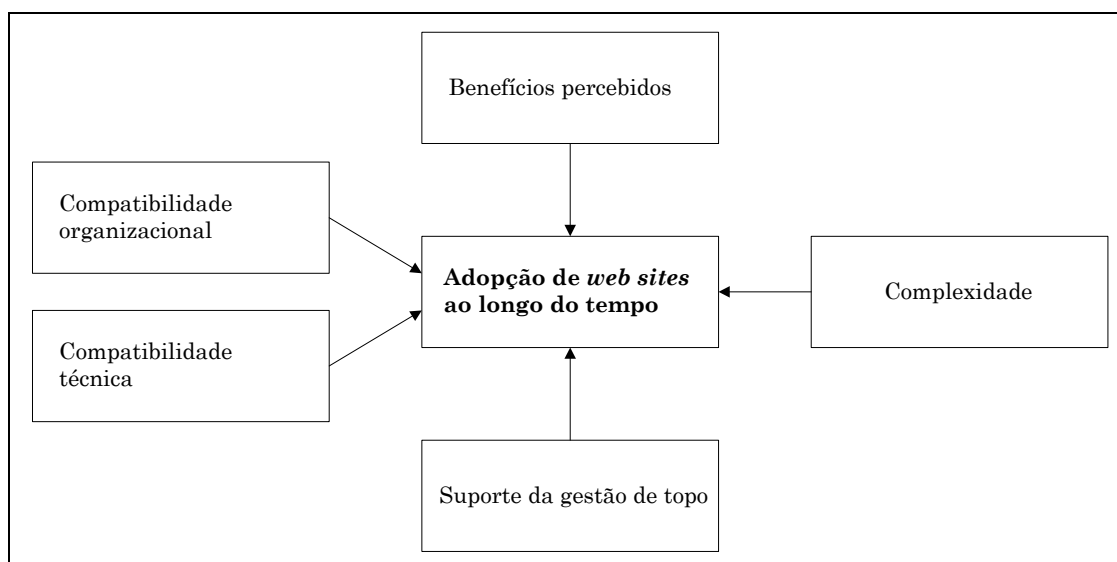 Benefícios percebidos
Compatibilidade
organizacional
Adopção de web sites
ao longo do tempo
Complexidade
Compatibilidade
técnica
Suporte da gestão de topo